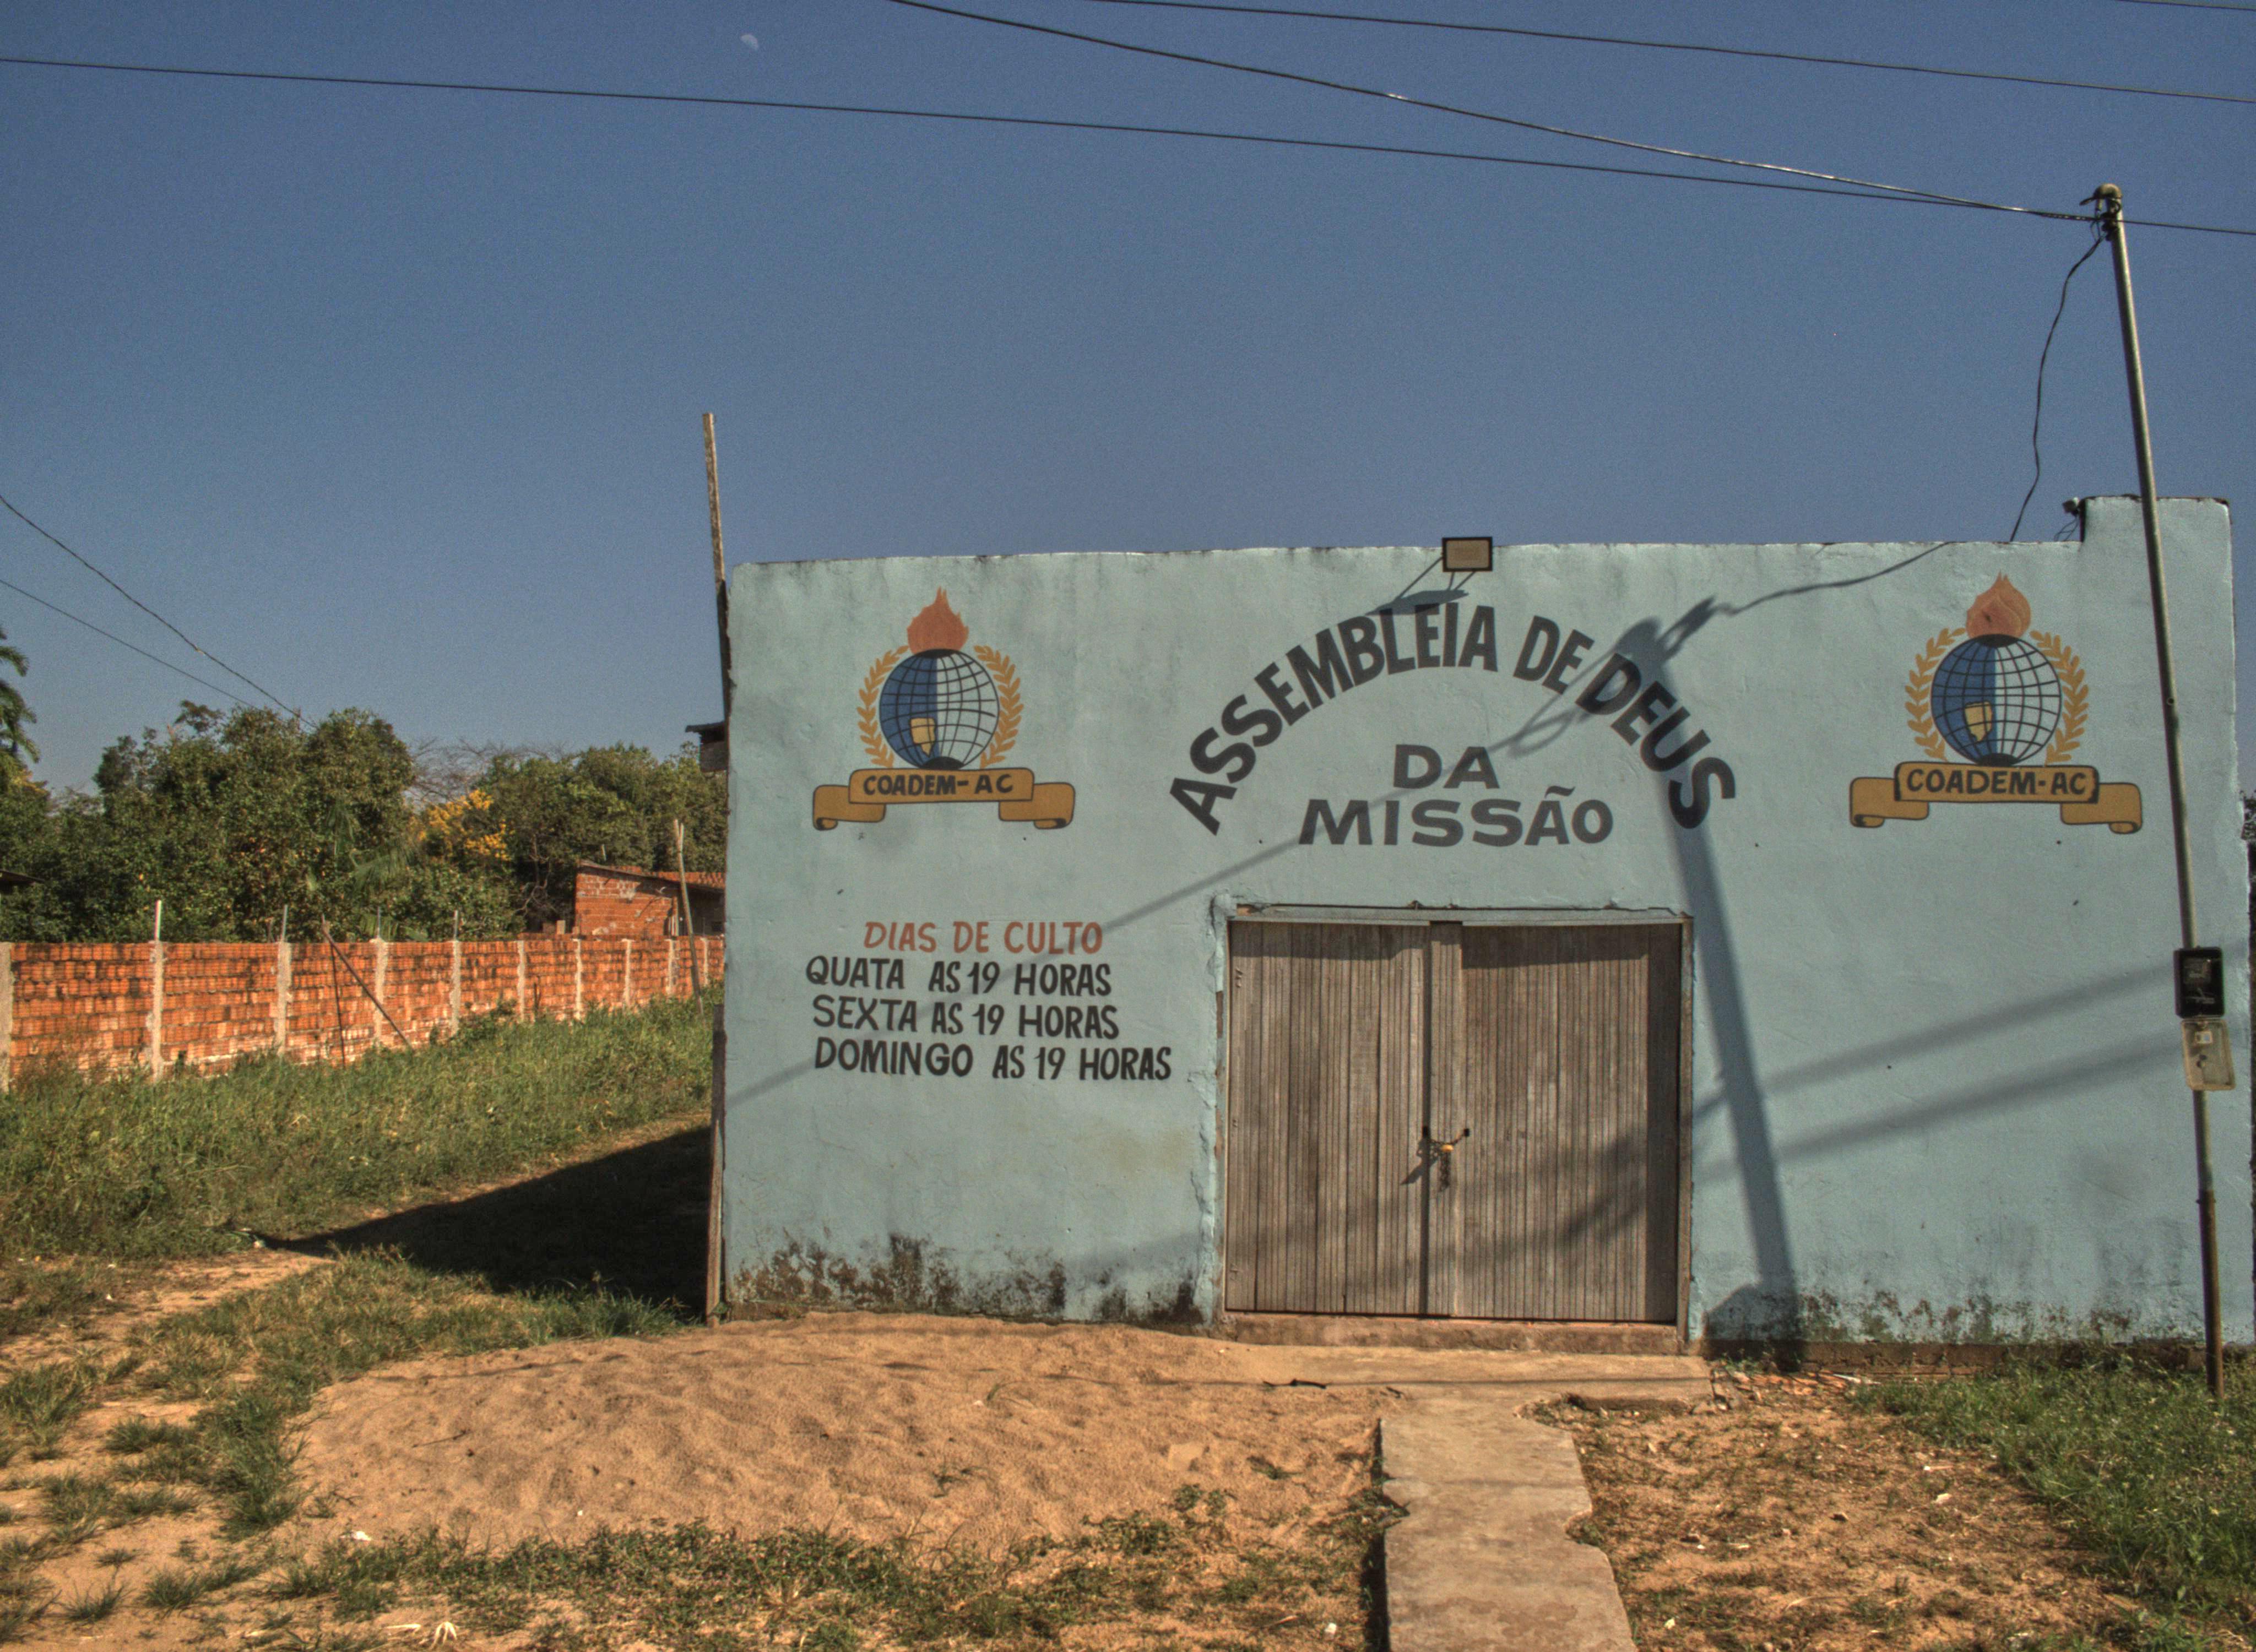 ASSEMBLEIA DE DEUS
DA
MISSÃO
COADEM-AC
COADEM-AC
DIAS DE CULTO
QUATA AS 19 HORAS
SEXTA AS 19 HORAS
DOMINGO AS 19 HORAS